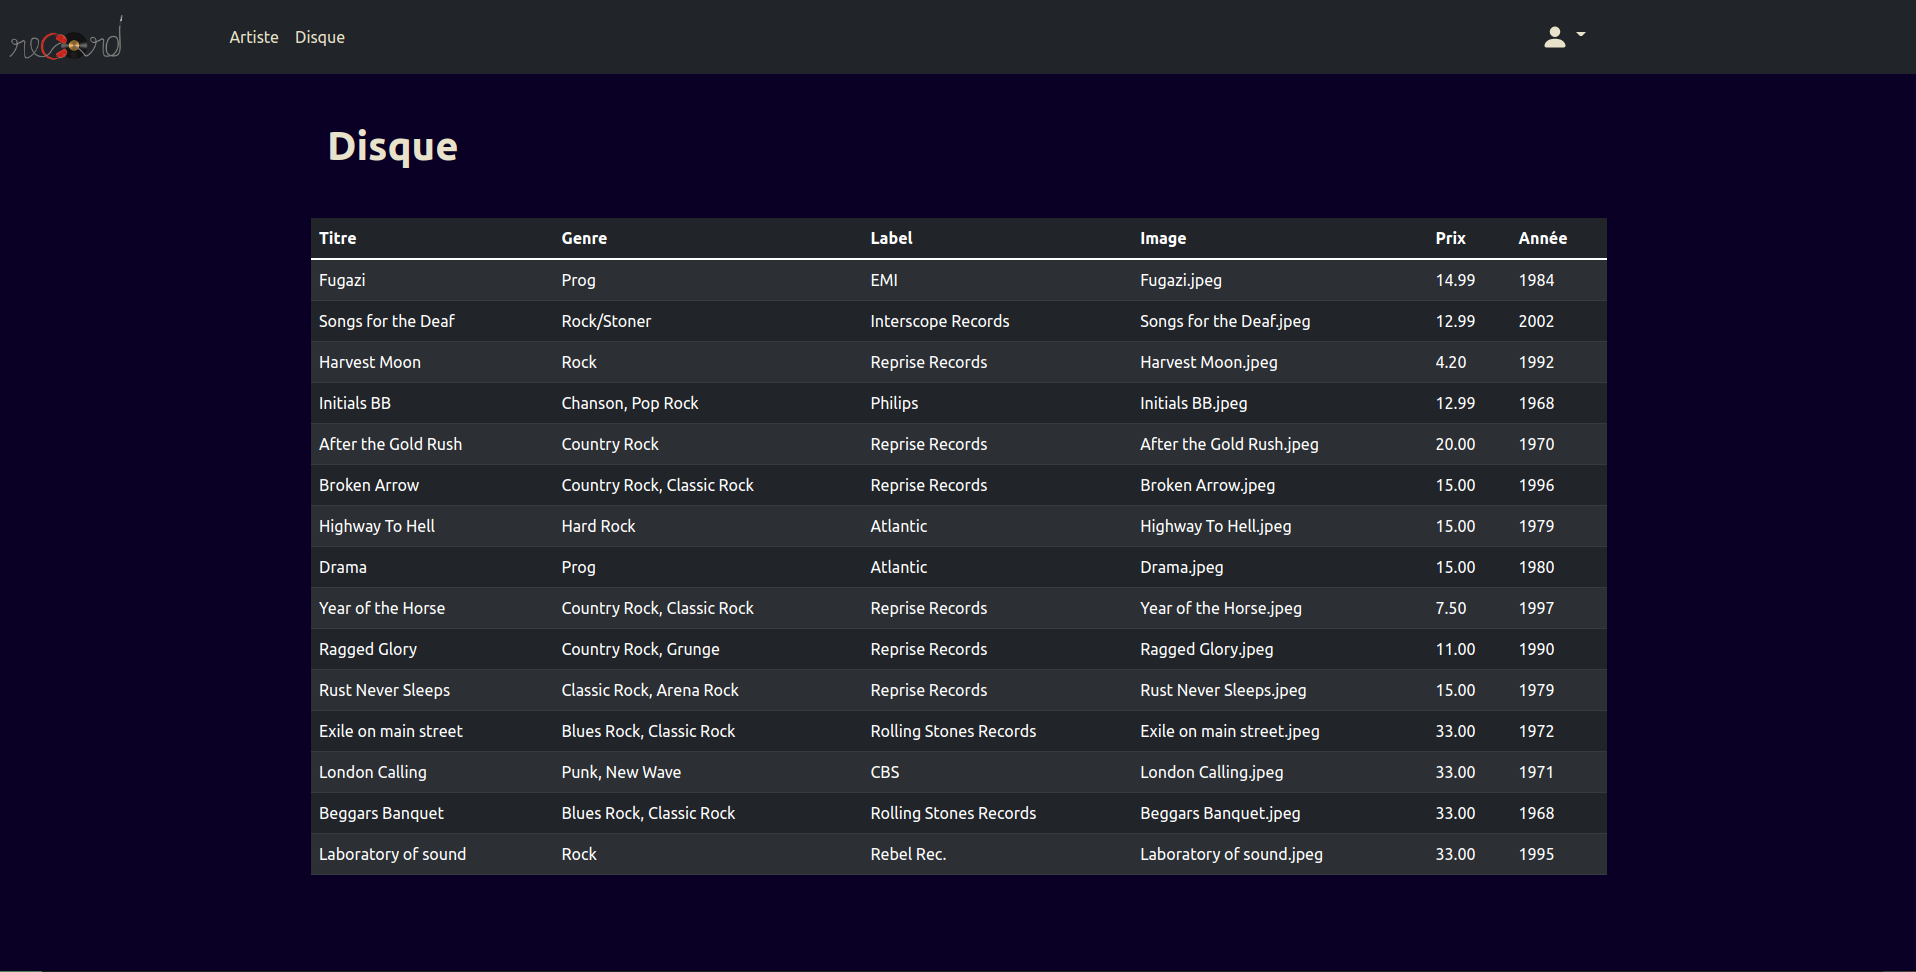 record
Artiste Disque
Disque
Titre Genre Label Image Prix Année
Fugazi Prog EMI Fugazi.jpeg 14.99 1984
Songs for the Deaf Rock/Stoner Interscope Records Songs for the Deaf.jpeg 12.99 2002
Harvest Moon Rock Reprise Records Harvest Moon.jpeg 4.20 1992
Initials BB Chanson, Pop Rock Philips Initials BB.jpeg 12.99 1968
After the Gold Rush Country Rock Reprise Records After the Gold Rush.jpeg 20.00 1970
Broken Arrow Country Rock, Classic Rock Reprise Records Broken Arrow.jpeg 15.00 1996
Highway To Hell Hard Rock Atlantic Highway To Hell.jpeg 15.00 1979
Drama Prog Atlantic Drama.jpeg 15.00 1980
Year of the Horse Country Rock, Classic Rock Reprise Records Year of the Horse.jpeg 7.50 1997
Ragged Glory Country Rock, Grunge Reprise Records Ragged Glory.jpeg 11.00 1990
Rust Never Sleeps Classic Rock, Arena Rock Reprise Records Rust Never Sleeps.jpeg 15.00 1979
Exile on main street Blues Rock, Classic Rock Rolling Stones Records Exile on main street.jpeg 33.00 1972
London Calling Punk, New Wave CBS London Calling.jpeg 33.00 1971
Beggars Banquet Blues Rock, Classic Rock Rolling Stones Records Beggars Banquet.jpeg 33.00 1968
Laboratory of sound Rock Rebel Rec. Laboratory of sound.jpeg 33.00 1995